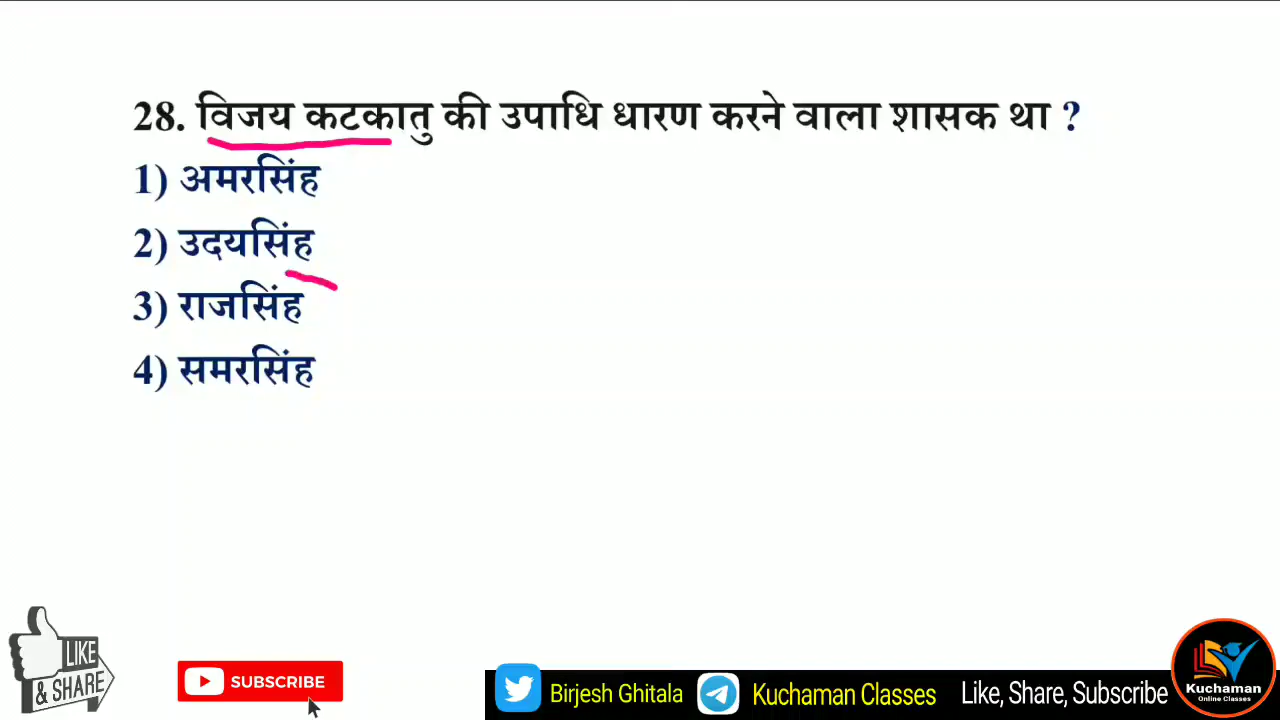 28. विजय कटकातु की उपाधि धारण करने वाला शासक था ?
1) अमरसिंह
2) उदयसिंह
3) राजसिंह
4) समरसिंह
LIKE
& SHARE
SUBSCRIBE
Birjesh Ghitala Kuchaman Classes Like, Share, Subscribe
Kuchaman
Online Classes